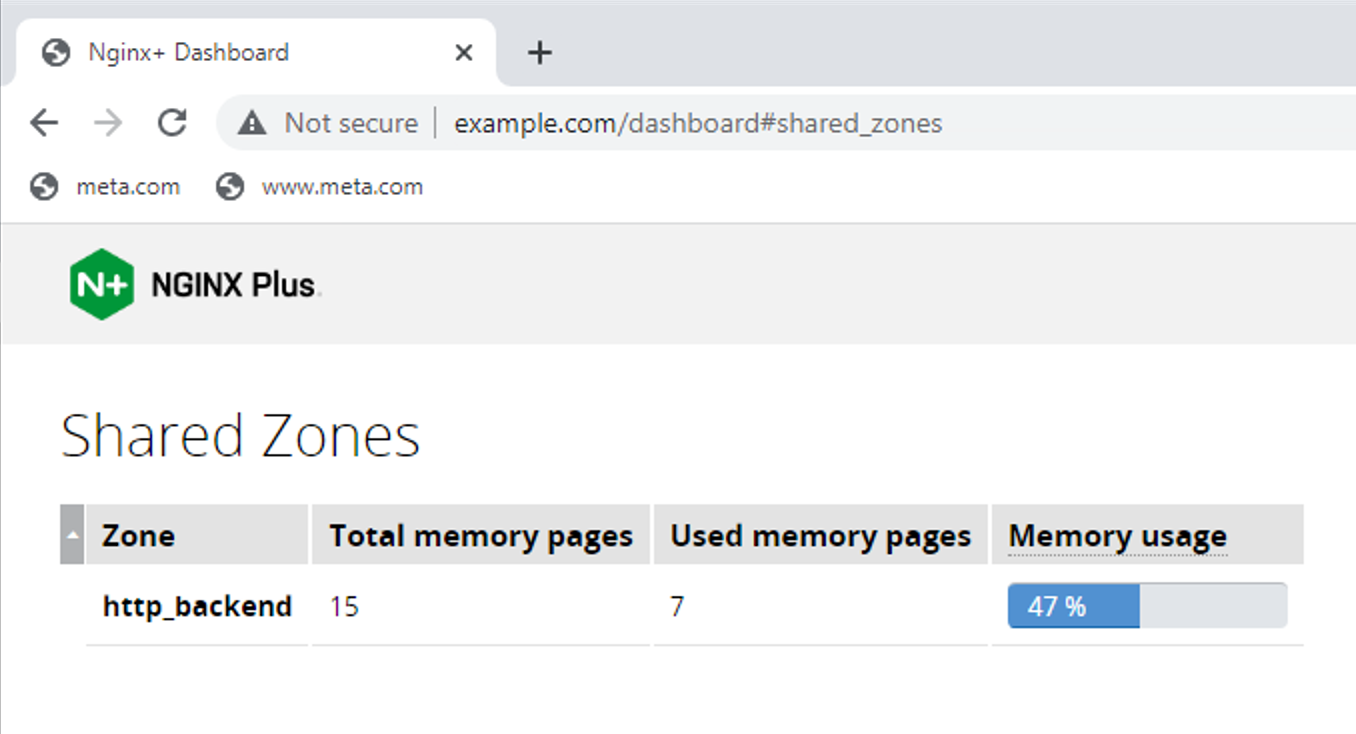 Nginx+ Dashboard
Not secure | example.com/dashboard#shared_zones
meta.com www.meta.com
N+ NGINX Plus.
Shared Zones
Zone Total memory pages Used memory pages Memory usage
http_backend 15 7 47 %